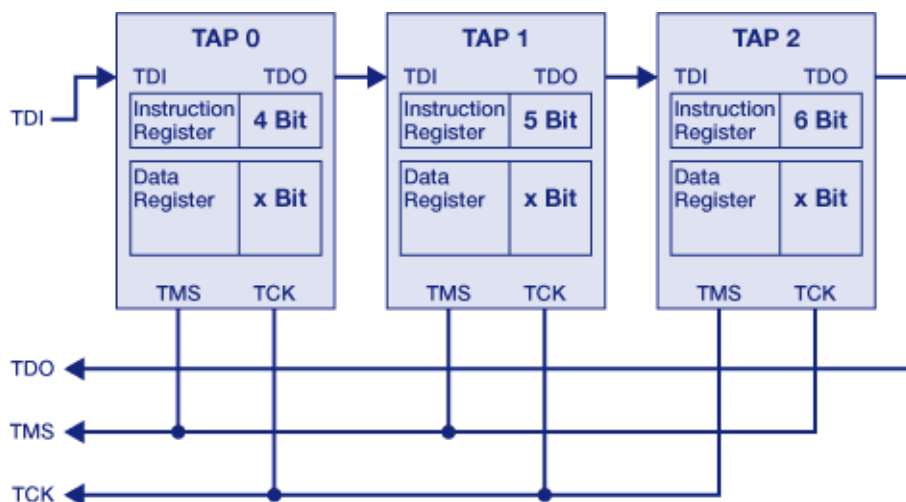 TAP 0
TAP 1
TAP 2
TDI
TDI TDO
TDI TDO
TDI TDO
Instruction
Register
4 Bit
Instruction
Register
5 Bit
Instruction
Register
6 Bit
Data
Register
x Bit
Data
Register
x Bit
Data
Register
x Bit
TMS TCK
TMS TCK
TMS TCK
TDO
TMS
TCK